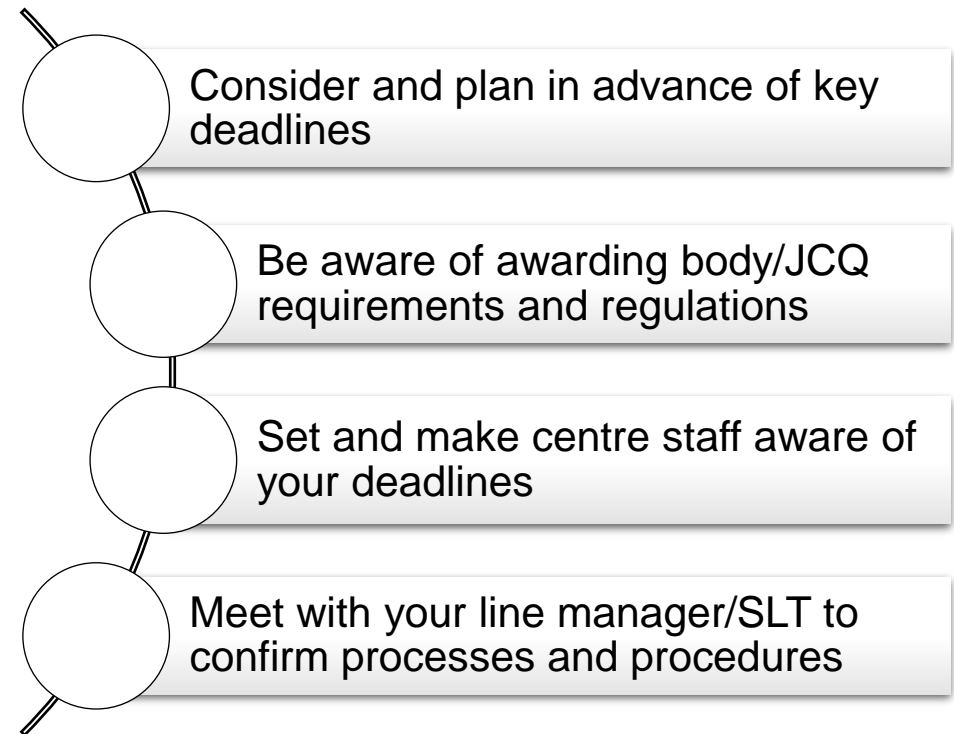 Consider and plan in advance of key
deadlines
Be aware of awarding body/JCQ
requirements and regulations
Set and make centre staff aware of
your deadlines
Meet with your line manager/SLT to
confirm processes and procedures